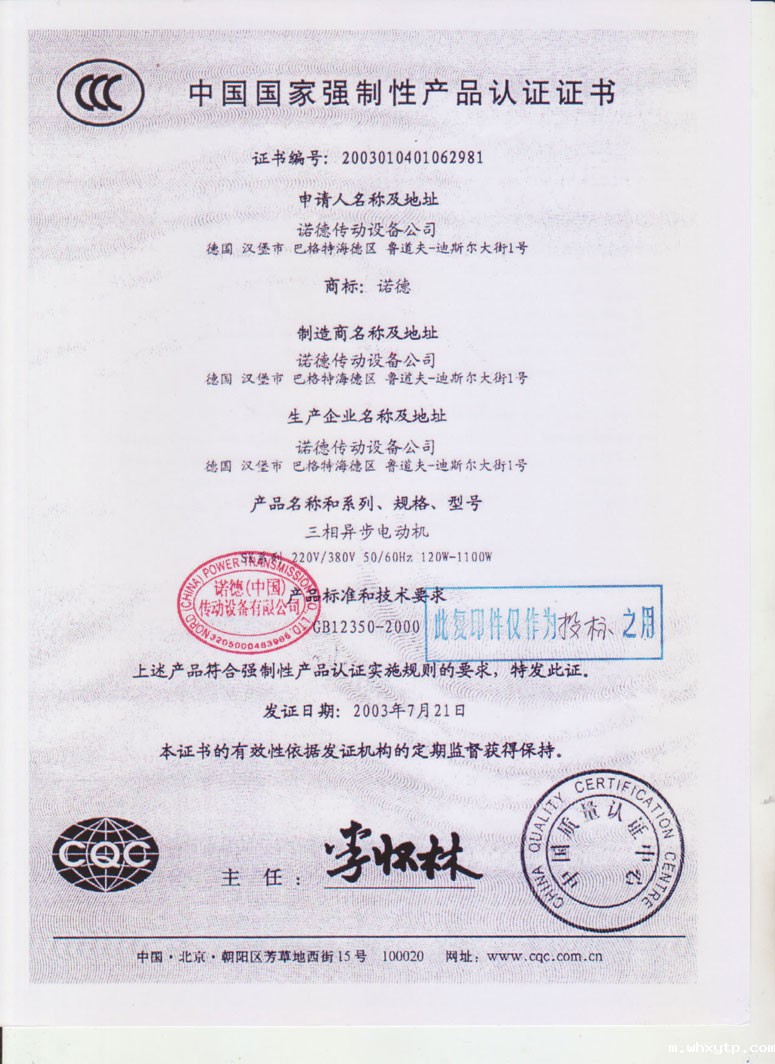 CCC
中国国家强制性产品认证证书
证书编号：2003010401062981
申请人名称及地址
诺德传动设备公司
德国 汉堡市 巴格特海德区 鲁道夫-迪斯尔大街1号
商标：诺德
制造商名称及地址
诺德传动设备公司
德国 汉堡市 巴格特海德区 鲁道夫-迪斯尔大街1号
生产企业名称及地址
诺德传动设备公司
德国 汉堡市 巴格特海德区 鲁道夫-迪斯尔大街1号
产品名称和系列、规格、型号
三相异步电动机
220V/380V 50/60Hz 120W-1100W
NORD (CHINA) POWER TRANSMISSION CO. LTD.
诺德(中国)
传动设备有限公司
3205000483966
产品标准和技术要求
GB12350-2000
此复印件仅作为投标之用
上述产品符合强制性产品认证实施规则的要求，特发此证。
发证日期：2003年7月21日
本证书的有效性依据发证机构的定期监督获得保持。
CQC
主 任：李怀林
CHINA QUALITY CERTIFICATION CENTRE
中国质量认证中心
中国·北京·朝阳区芳草地西街15号 100020 网址：www.cqc.com.cn
m.whxytp.com